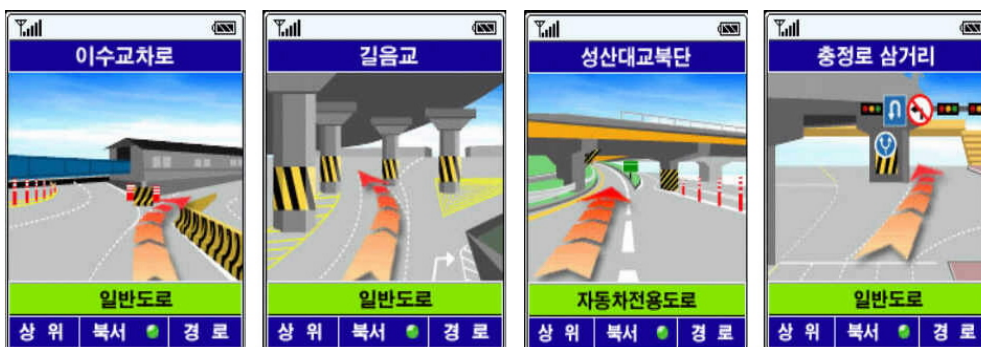 이수교차로
일반도로
상 위 북서 경 로
길음교
일반도로
상 위 북서 경 로
성산대교북단
자동차전용도로
상 위 북서 경 로
충정로 삼거리
일반도로
상 위 북서 경 로